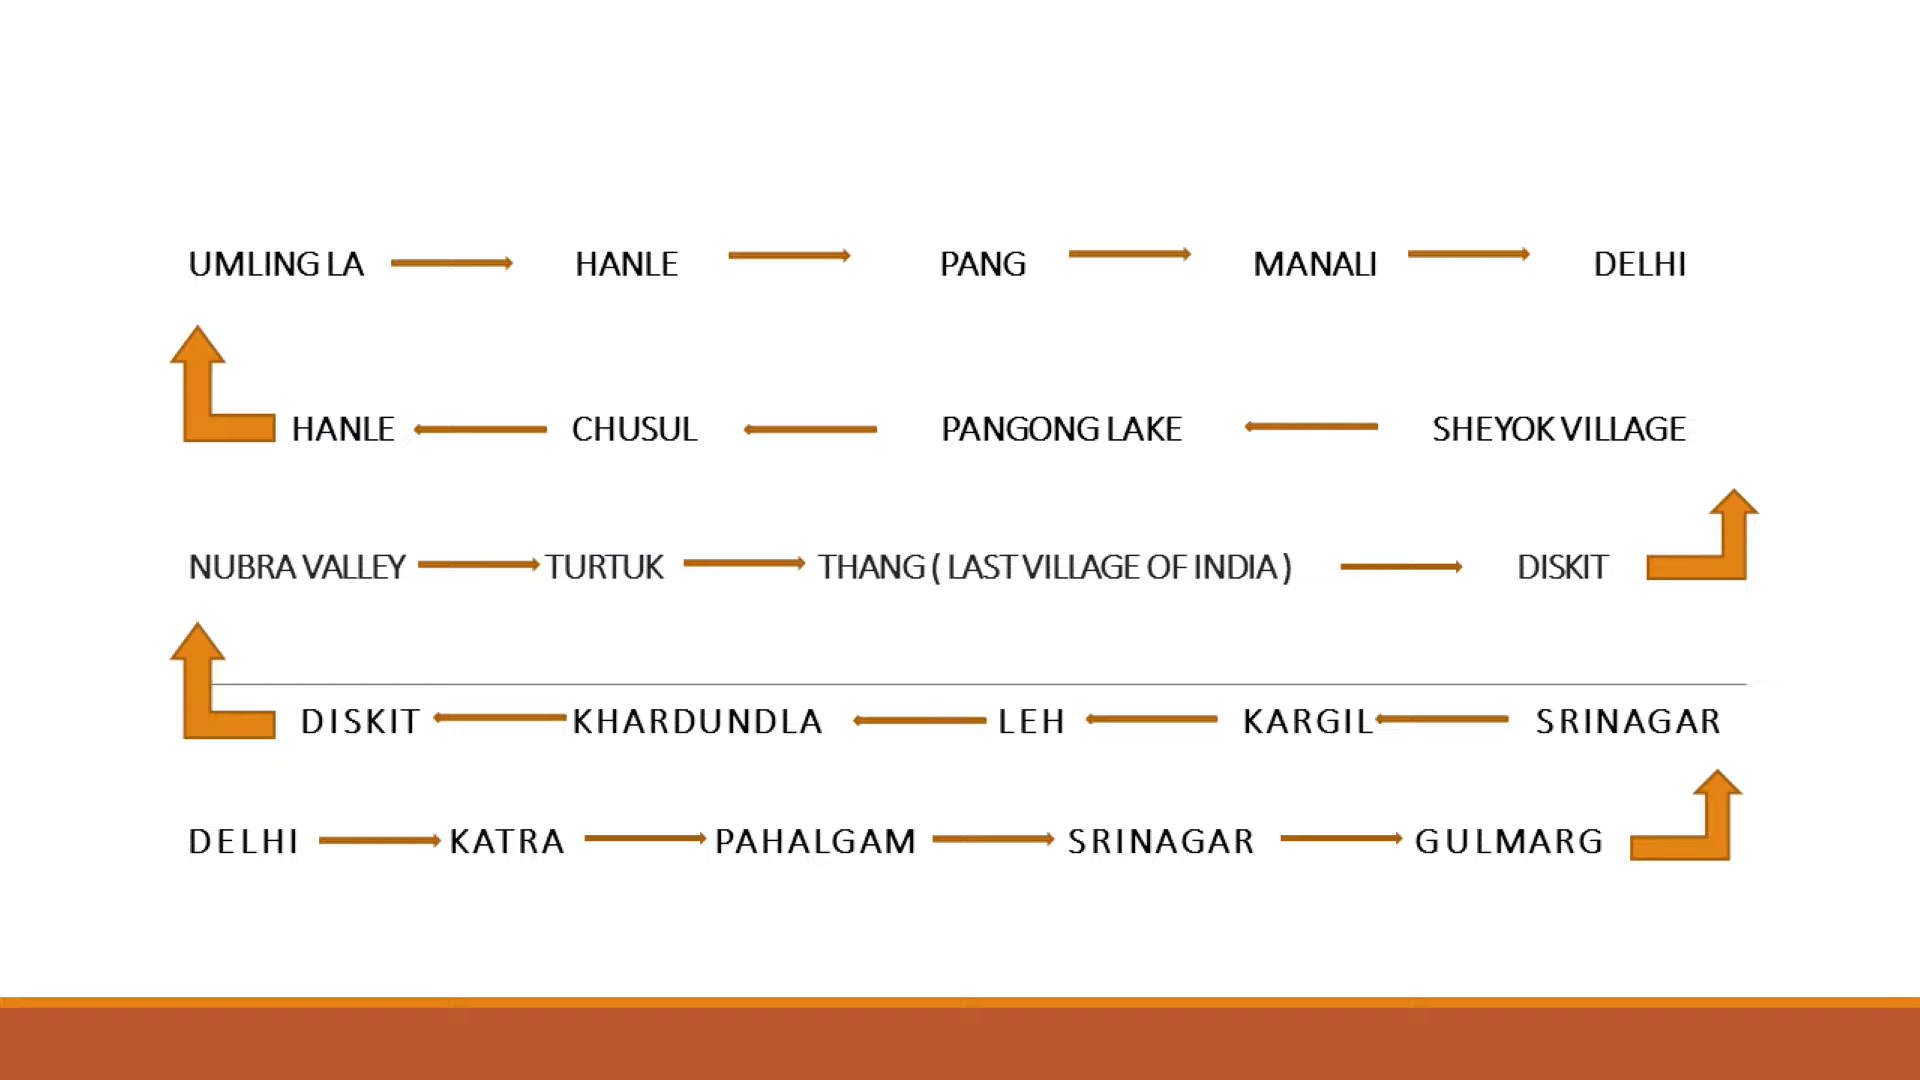 UMLING LA HANLE PANG MANALI DELHI
HANLE CHUSUL PANGONG LAKE SHEYOK VILLAGE
NUBRA VALLEY TURTUK THANG ( LAST VILLAGE OF INDIA ) DISKIT
DISKIT KHARDUNDLA LEH KARGIL SRINAGAR
DELHI KATRA PAHALGAM SRINAGAR GULMARG